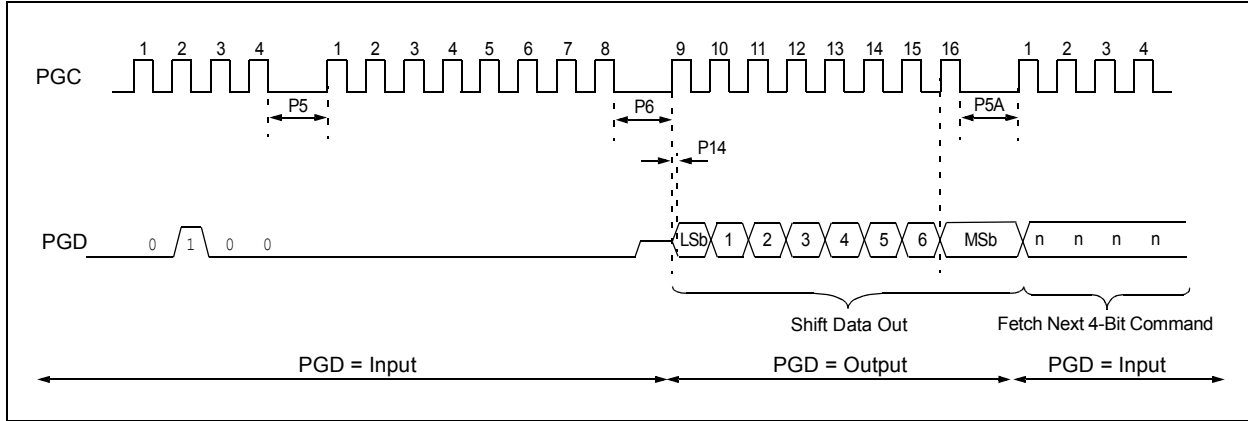 1 2 3 4 1 2 3 4 5 6 7 8 9 10 11 12 13 14 15 16 1 2 3 4
PGC
P5 P6 P5A
P14
PGD 0 1 0 0 LSb 1 2 3 4 5 6 MSb n n n n
Shift Data Out Fetch Next 4-Bit Command
PGD = Input PGD = Output PGD = Input